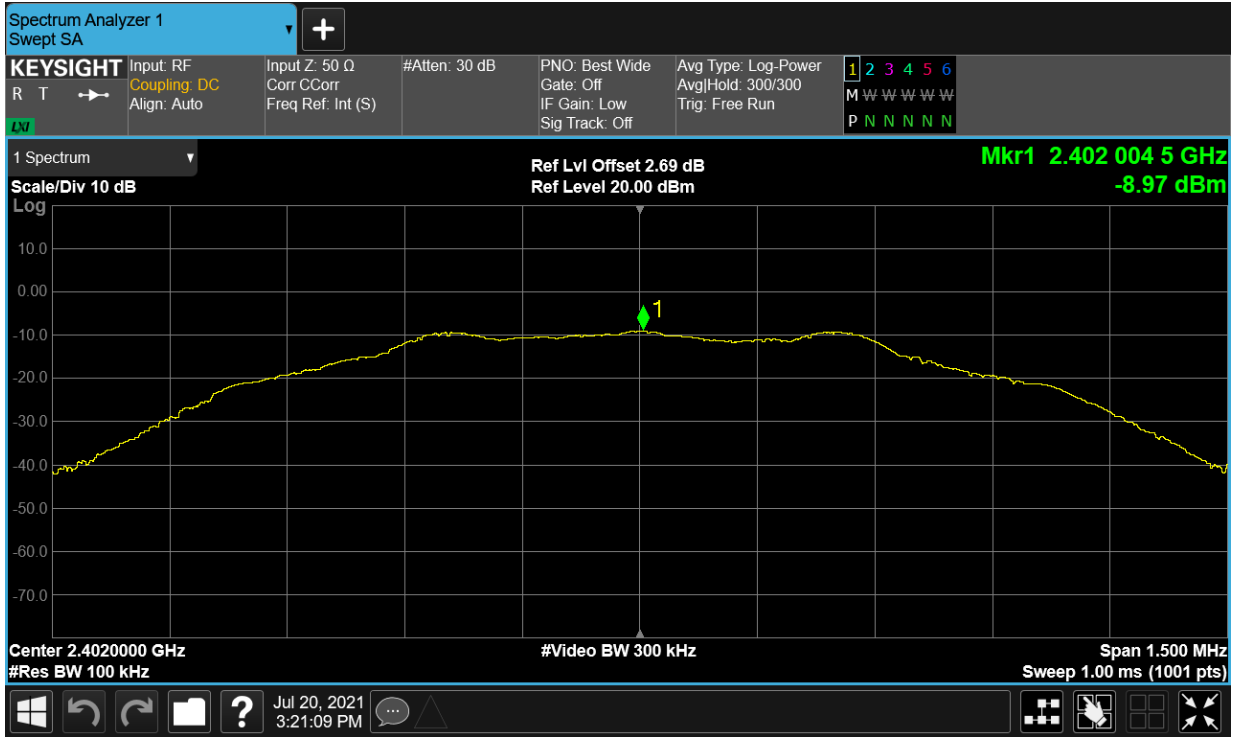 Spectrum Analyzer 1
Swept SA
+
KEYSIGHT
R T
LXI
Input: RF
Coupling: DC
Align: Auto
Input Z: 50 Ω
Corr CCorr
Freq Ref: Int (S)
#Atten: 30 dB
PNO: Best Wide
Gate: Off
IF Gain: Low
Sig Track: Off
Avg Type: Log-Power
Avg|Hold: 300/300
Trig: Free Run
1 2 3 4 5 6
M W W W W W
P N N N N N
1 Spectrum
Scale/Div 10 dB
Log
Ref Lvl Offset 2.69 dB
Ref Level 20.00 dBm
Mkr1 2.402 004 5 GHz
-8.97 dBm
10.0
0.00
-10.0
-20.0
-30.0
-40.0
-50.0
-60.0
-70.0
1
Center 2.4020000 GHz
#Res BW 100 kHz
#Video BW 300 kHz
Span 1.500 MHz
Sweep 1.00 ms (1001 pts)
?
Jul 20, 2021
3:21:09 PM